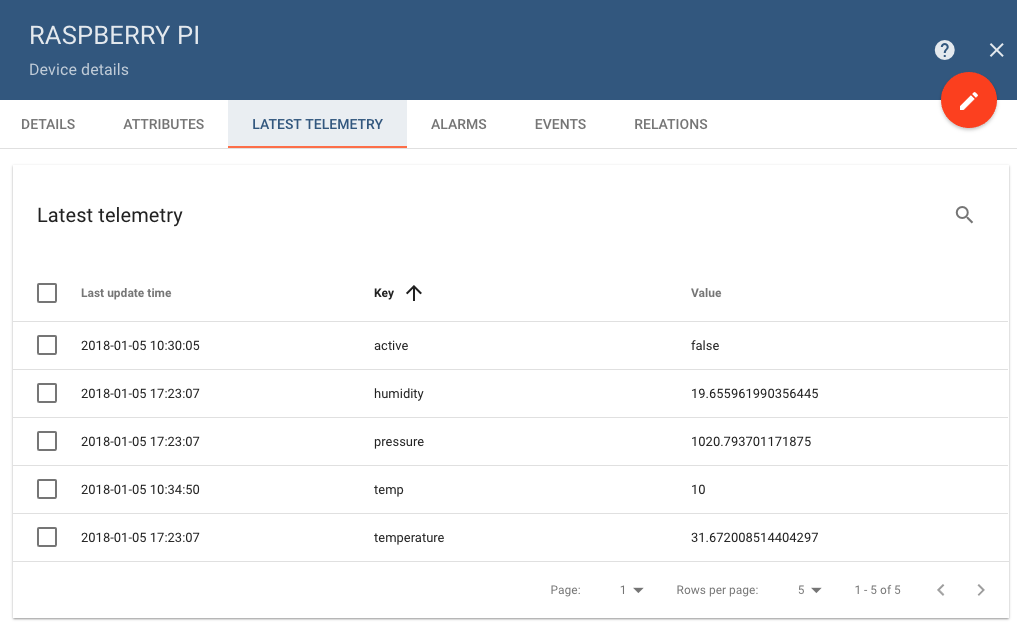 RASPBERRY PI
Device details
?
DETAILS ATTRIBUTES LATEST TELEMETRY ALARMS EVENTS RELATIONS
Latest telemetry
Last update time Key Value
2018-01-05 10:30:05 active false
2018-01-05 17:23:07 humidity 19.655961990356445
2018-01-05 17:23:07 pressure 1020.793701171875
2018-01-05 10:34:50 temp 10
2018-01-05 17:23:07 temperature 31.672008514404297
Page: 1 Rows per page: 5 1 - 5 of 5